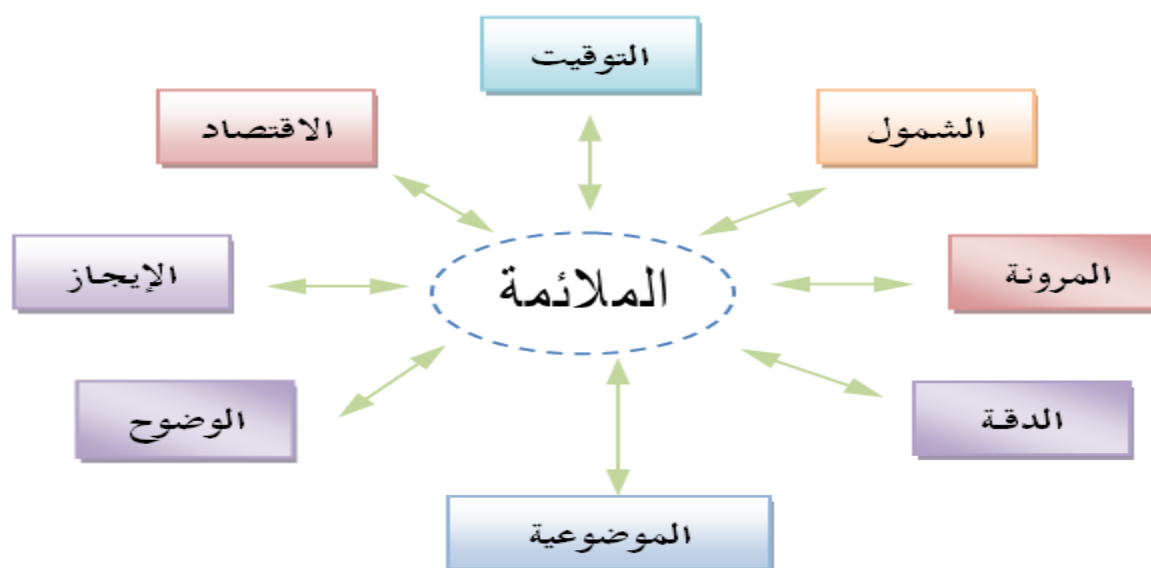 التوقيت
الشمول
الاقتصاد
المرونة
الإيجاز
الملائمة
الدقة
الوضوح
الموضوعية